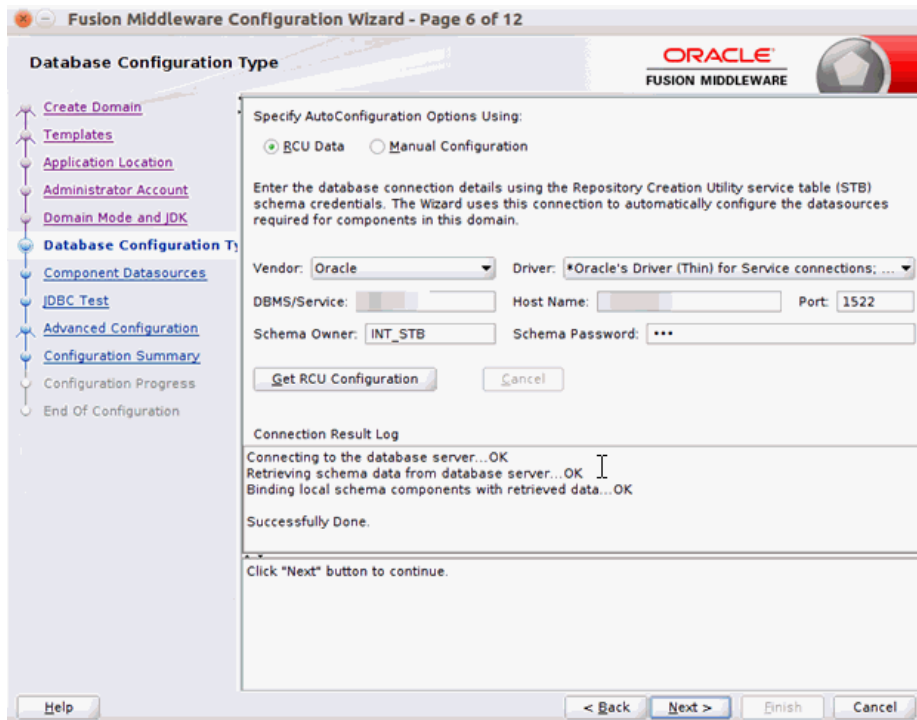 Fusion Middleware Configuration Wizard - Page 6 of 12
Database Configuration Type
ORACLE
FUSION MIDDLEWARE
Create Domain
Templates
Application Location
Administrator Account
Domain Mode and JDK
Database Configuration Ty
Component Datasources
JDBC Test
Advanced Configuration
Configuration Summary
Configuration Progress
End Of Configuration
Specify AutoConfiguration Options Using:
RCU Data Manual Configuration
Enter the database connection details using the Repository Creation Utility service table (STB)
schema credentials. The Wizard uses this connection to automatically configure the datasources
required for components in this domain.
Vendor: Oracle Driver: *Oracle's Driver (Thin) for Service connections; ...
DBMS/Service: Host Name: Port: 1522
Schema Owner: INT_STB Schema Password: •••
Get RCU Configuration Cancel
Connection Result Log
Connecting to the database server...OK
Retrieving schema data from database server...OK
Binding local schema components with retrieved data...OK
Successfully Done.
Click "Next" button to continue.
Help < Back Next > Finish Cancel